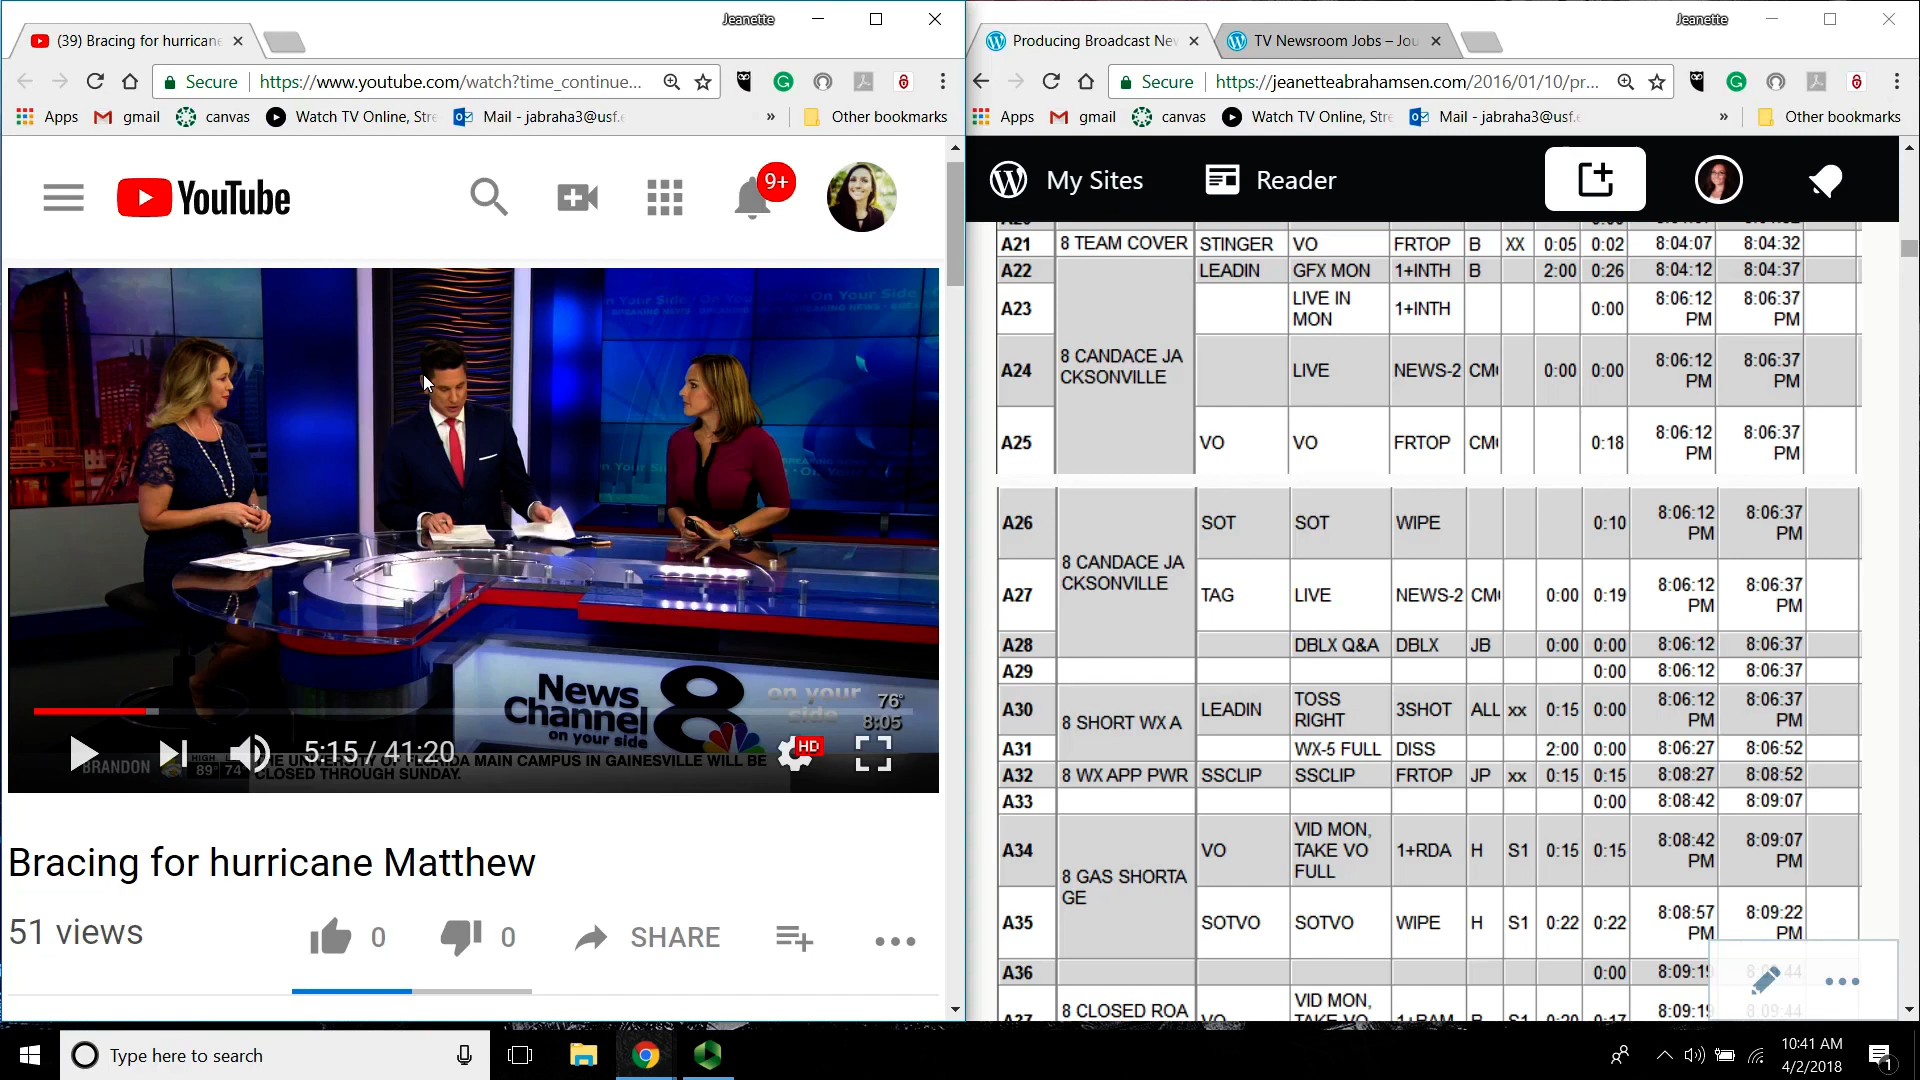 Jeanette
(39) Bracing for hurricane
Secure
https://www.youtube.com/watch?time_continue...
Apps
gmail
canvas
Watch TV Online, Stre
Mail - jabraha3@usf.e
»
Other bookmarks
YouTube
9+
News
Channel
8
on your side
on your
side
76°
8:05
HD
5:15 / 41:20
BRANDON
HIGH
89° 74
THE UNIVERSITY OF FLORIDA MAIN CAMPUS IN GAINESVILLE WILL BE
CLOSED THROUGH SUNDAY.
Bracing for hurricane Matthew
51 views
0
0
SHARE
Jeanette
Producing Broadcast Nev
TV Newsroom Jobs – Jou
Secure
https://jeanetteabrahamsen.com/2016/01/10/pr...
Apps
gmail
canvas
Watch TV Online, Stre
Mail - jabraha3@usf.e
»
Other bookmarks
My Sites
Reader
A21 8 TEAM COVER STINGER VO FRTOP B XX 0:05 0:02 8:04:07 8:04:32
A22 LEADIN GFX MON 1+INTH B 2:00 0:26 8:04:12 8:04:37
A23 LIVE IN MON 1+INTH 0:00 8:06:12 PM 8:06:37 PM
8 CANDACE JA
CKSONVILLE
A24 LIVE NEWS-2 CM 0:00 0:00 8:06:12 PM 8:06:37 PM
A25 VO VO FRTOP CM 0:18 8:06:12 PM 8:06:37 PM
A26 SOT SOT WIPE 0:10 8:06:12 PM 8:06:37 PM
8 CANDACE JA
CKSONVILLE
A27 TAG LIVE NEWS-2 CM 0:00 0:19 8:06:12 PM 8:06:37 PM
A28 DBLX Q&A DBLX JB 0:00 0:00 8:06:12 8:06:37
A29 0:00 8:06:12 8:06:37
A30 8 SHORT WX A LEADIN TOSS RIGHT 3SHOT ALL xx 0:15 0:00 8:06:12 PM 8:06:37 PM
A31 WX-5 FULL DISS 2:00 0:00 8:06:27 8:06:52
A32 8 WX APP PWR SSCLIP SSCLIP FRTOP JP xx 0:15 0:15 8:08:27 8:08:52
A33 0:00 8:08:42 8:09:07
A34 VO VID MON, TAKE VO FULL 1+RDA H S1 0:15 0:15 8:08:42 PM 8:09:07 PM
8 GAS SHORTA
GE
A35 SOTVO SOTVO WIPE H S1 0:22 0:22 8:08:57 PM 8:09:22 PM
A36 0:00 8:09:19
8 CLOSED ROA VID MON, 8:09:19
Type here to search
10:41 AM
4/2/2018
1